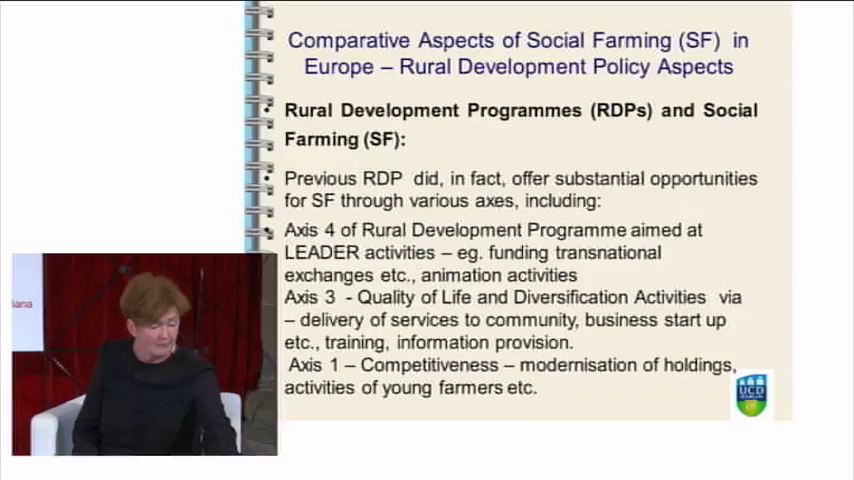 Comparative Aspects of Social Farming (SF) in
Europe – Rural Development Policy Aspects
• Rural Development Programmes (RDPs) and Social
Farming (SF):
• Previous RDP did, in fact, offer substantial opportunities
for SF through various axes, including:
• Axis 4 of Rural Development Programme aimed at
LEADER activities – eg. funding transnational
exchanges etc., animation activities
Axis 3 - Quality of Life and Diversification Activities via
– delivery of services to community, business start up
etc., training, information provision.
Axis 1 – Competitiveness – modernisation of holdings,
activities of young farmers etc.
UCD